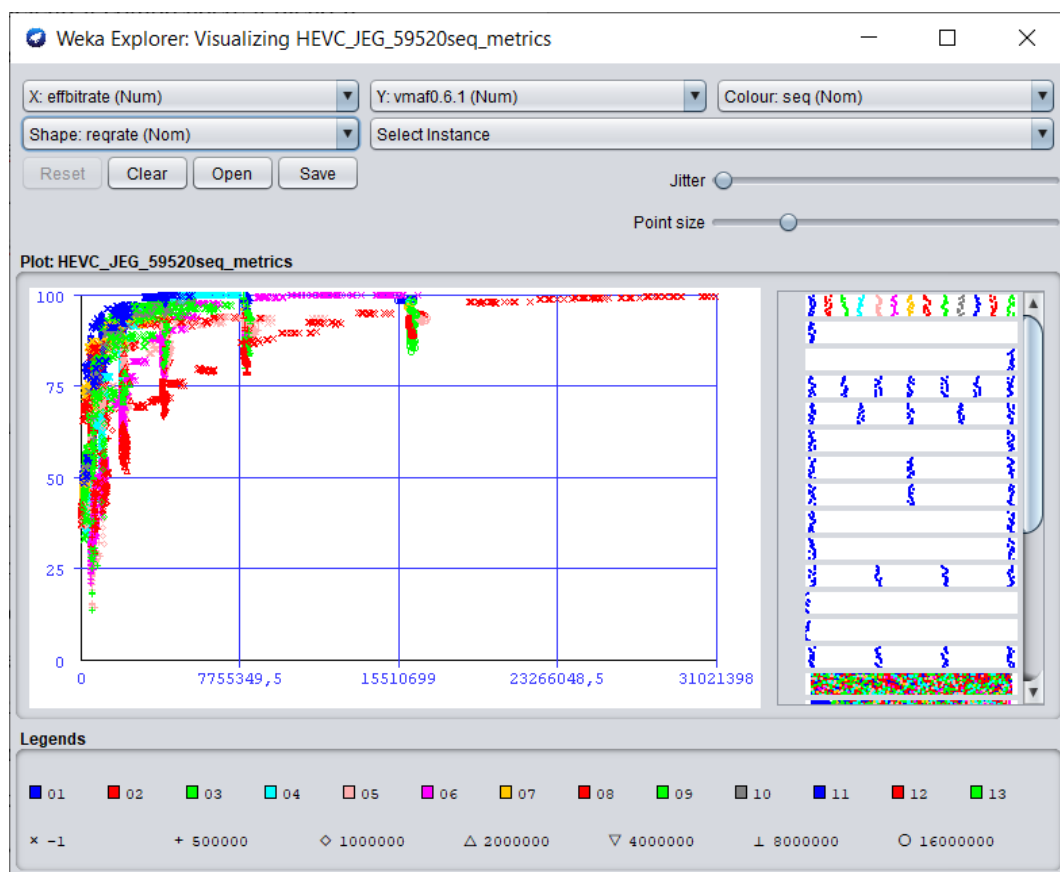 Weka Explorer: Visualizing HEVC_JEG_59520seq_metrics
X: effbitrate (Num) Y: vmaf0.6.1 (Num) Colour: seq (Nom)
Shape: reqrate (Nom) Select Instance
Reset Clear Open Save
Jitter
Point size
Plot: HEVC_JEG_59520seq_metrics
100
75
50
25
0
0 7755349,5 15510699 23266048,5 31021398
Legends
01 02 03 04 05 06 07 08 09 10 11 12 13
-1 500000 1000000 2000000 4000000 8000000 16000000